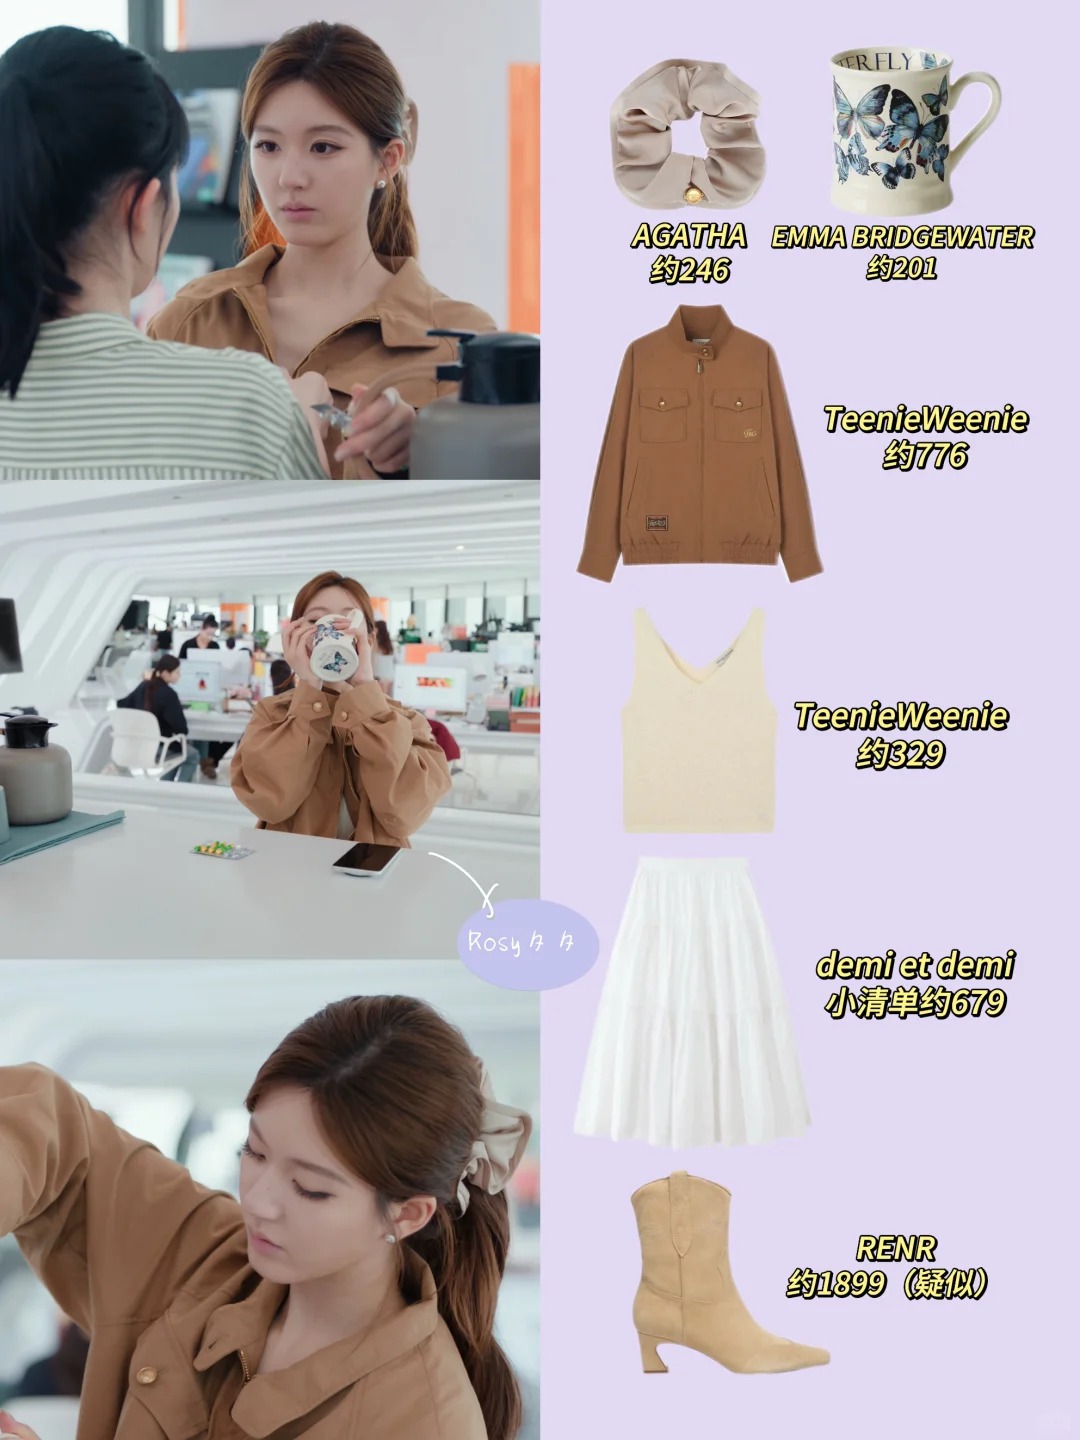 TERFLY
AGATHA
约246
EMMA BRIDGEWATER
约201
TeenieWeenie
约776
TeenieWeenie
约329
Rosy夕夕
demi et demi
小清单约679
RENR
约1899（疑似）